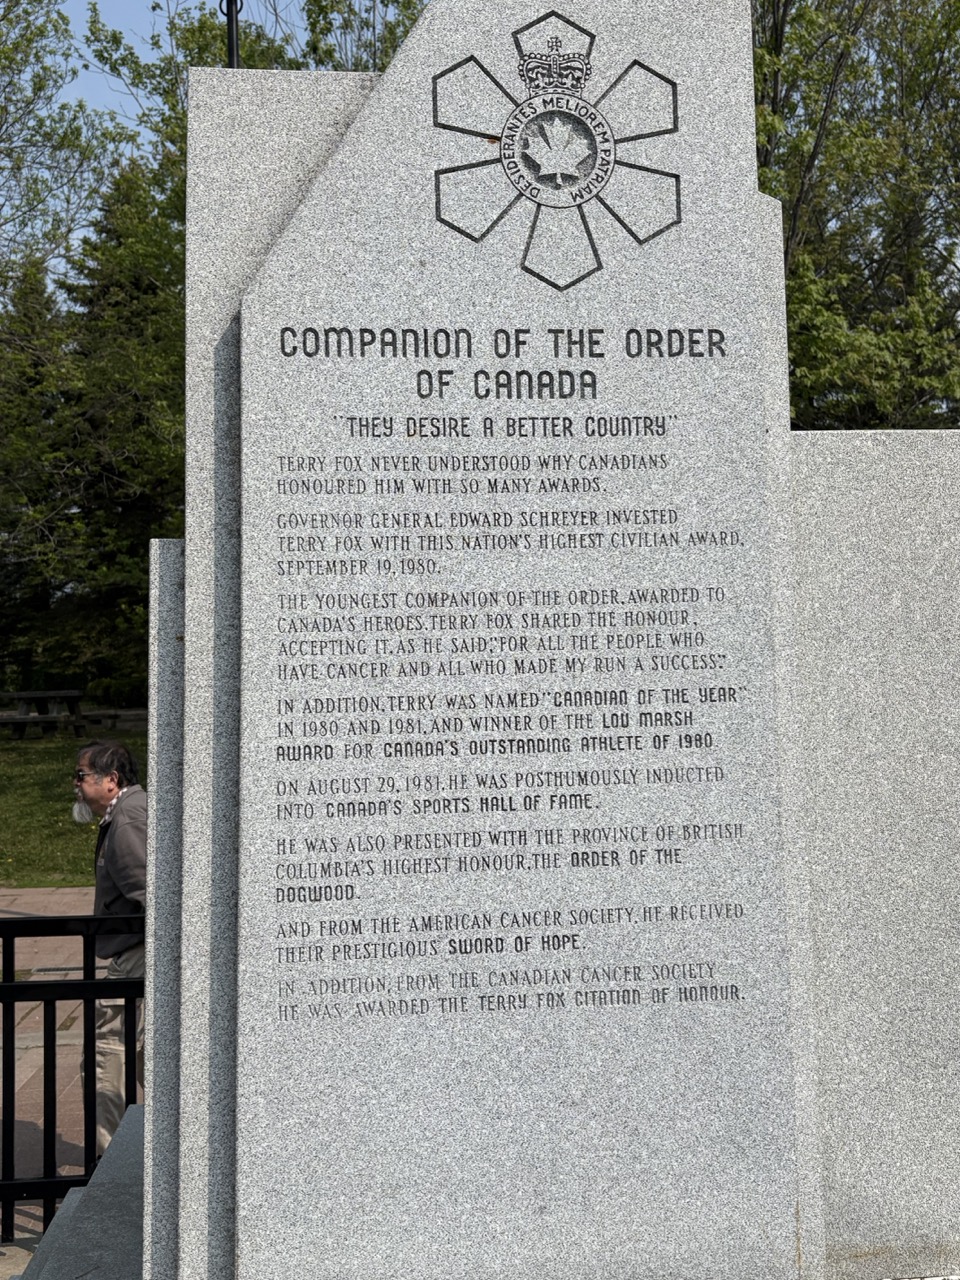 DESIDERANTES MELIOREM PATRIAM
COMPANION OF THE ORDER
OF CANADA
"THEY DESIRE A BETTER COUNTRY"
TERRY FOX NEVER UNDERSTOOD WHY CANADIANS
HONOURED HIM WITH SO MANY AWARDS.
GOVERNOR GENERAL EDWARD SCHREYER INVESTED
TERRY FOX WITH THIS NATION'S HIGHEST CIVILIAN AWARD,
SEPTEMBER 19, 1980.
THE YOUNGEST COMPANION OF THE ORDER, AWARDED TO
CANADA'S HEROES, TERRY FOX SHARED THE HONOUR,
ACCEPTING IT, AS HE SAID, "FOR ALL THE PEOPLE WHO
HAVE CANCER AND ALL WHO MADE MY RUN A SUCCESS."
IN ADDITION, TERRY WAS NAMED "CANADIAN OF THE YEAR"
IN 1980 AND 1981, AND WINNER OF THE LOU MARSH
AWARD FOR CANADA'S OUTSTANDING ATHLETE OF 1980.
ON AUGUST 29, 1981, HE WAS POSTHUMOUSLY INDUCTED
INTO CANADA'S SPORTS HALL OF FAME.
HE WAS ALSO PRESENTED WITH THE PROVINCE OF BRITISH
COLUMBIA'S HIGHEST HONOUR, THE ORDER OF THE
DOGWOOD.
AND FROM THE AMERICAN CANCER SOCIETY, HE RECEIVED
THEIR PRESTIGIOUS SWORD OF HOPE.
IN ADDITION, FROM THE CANADIAN CANCER SOCIETY
HE WAS AWARDED THE TERRY FOX CITATION OF HONOUR.